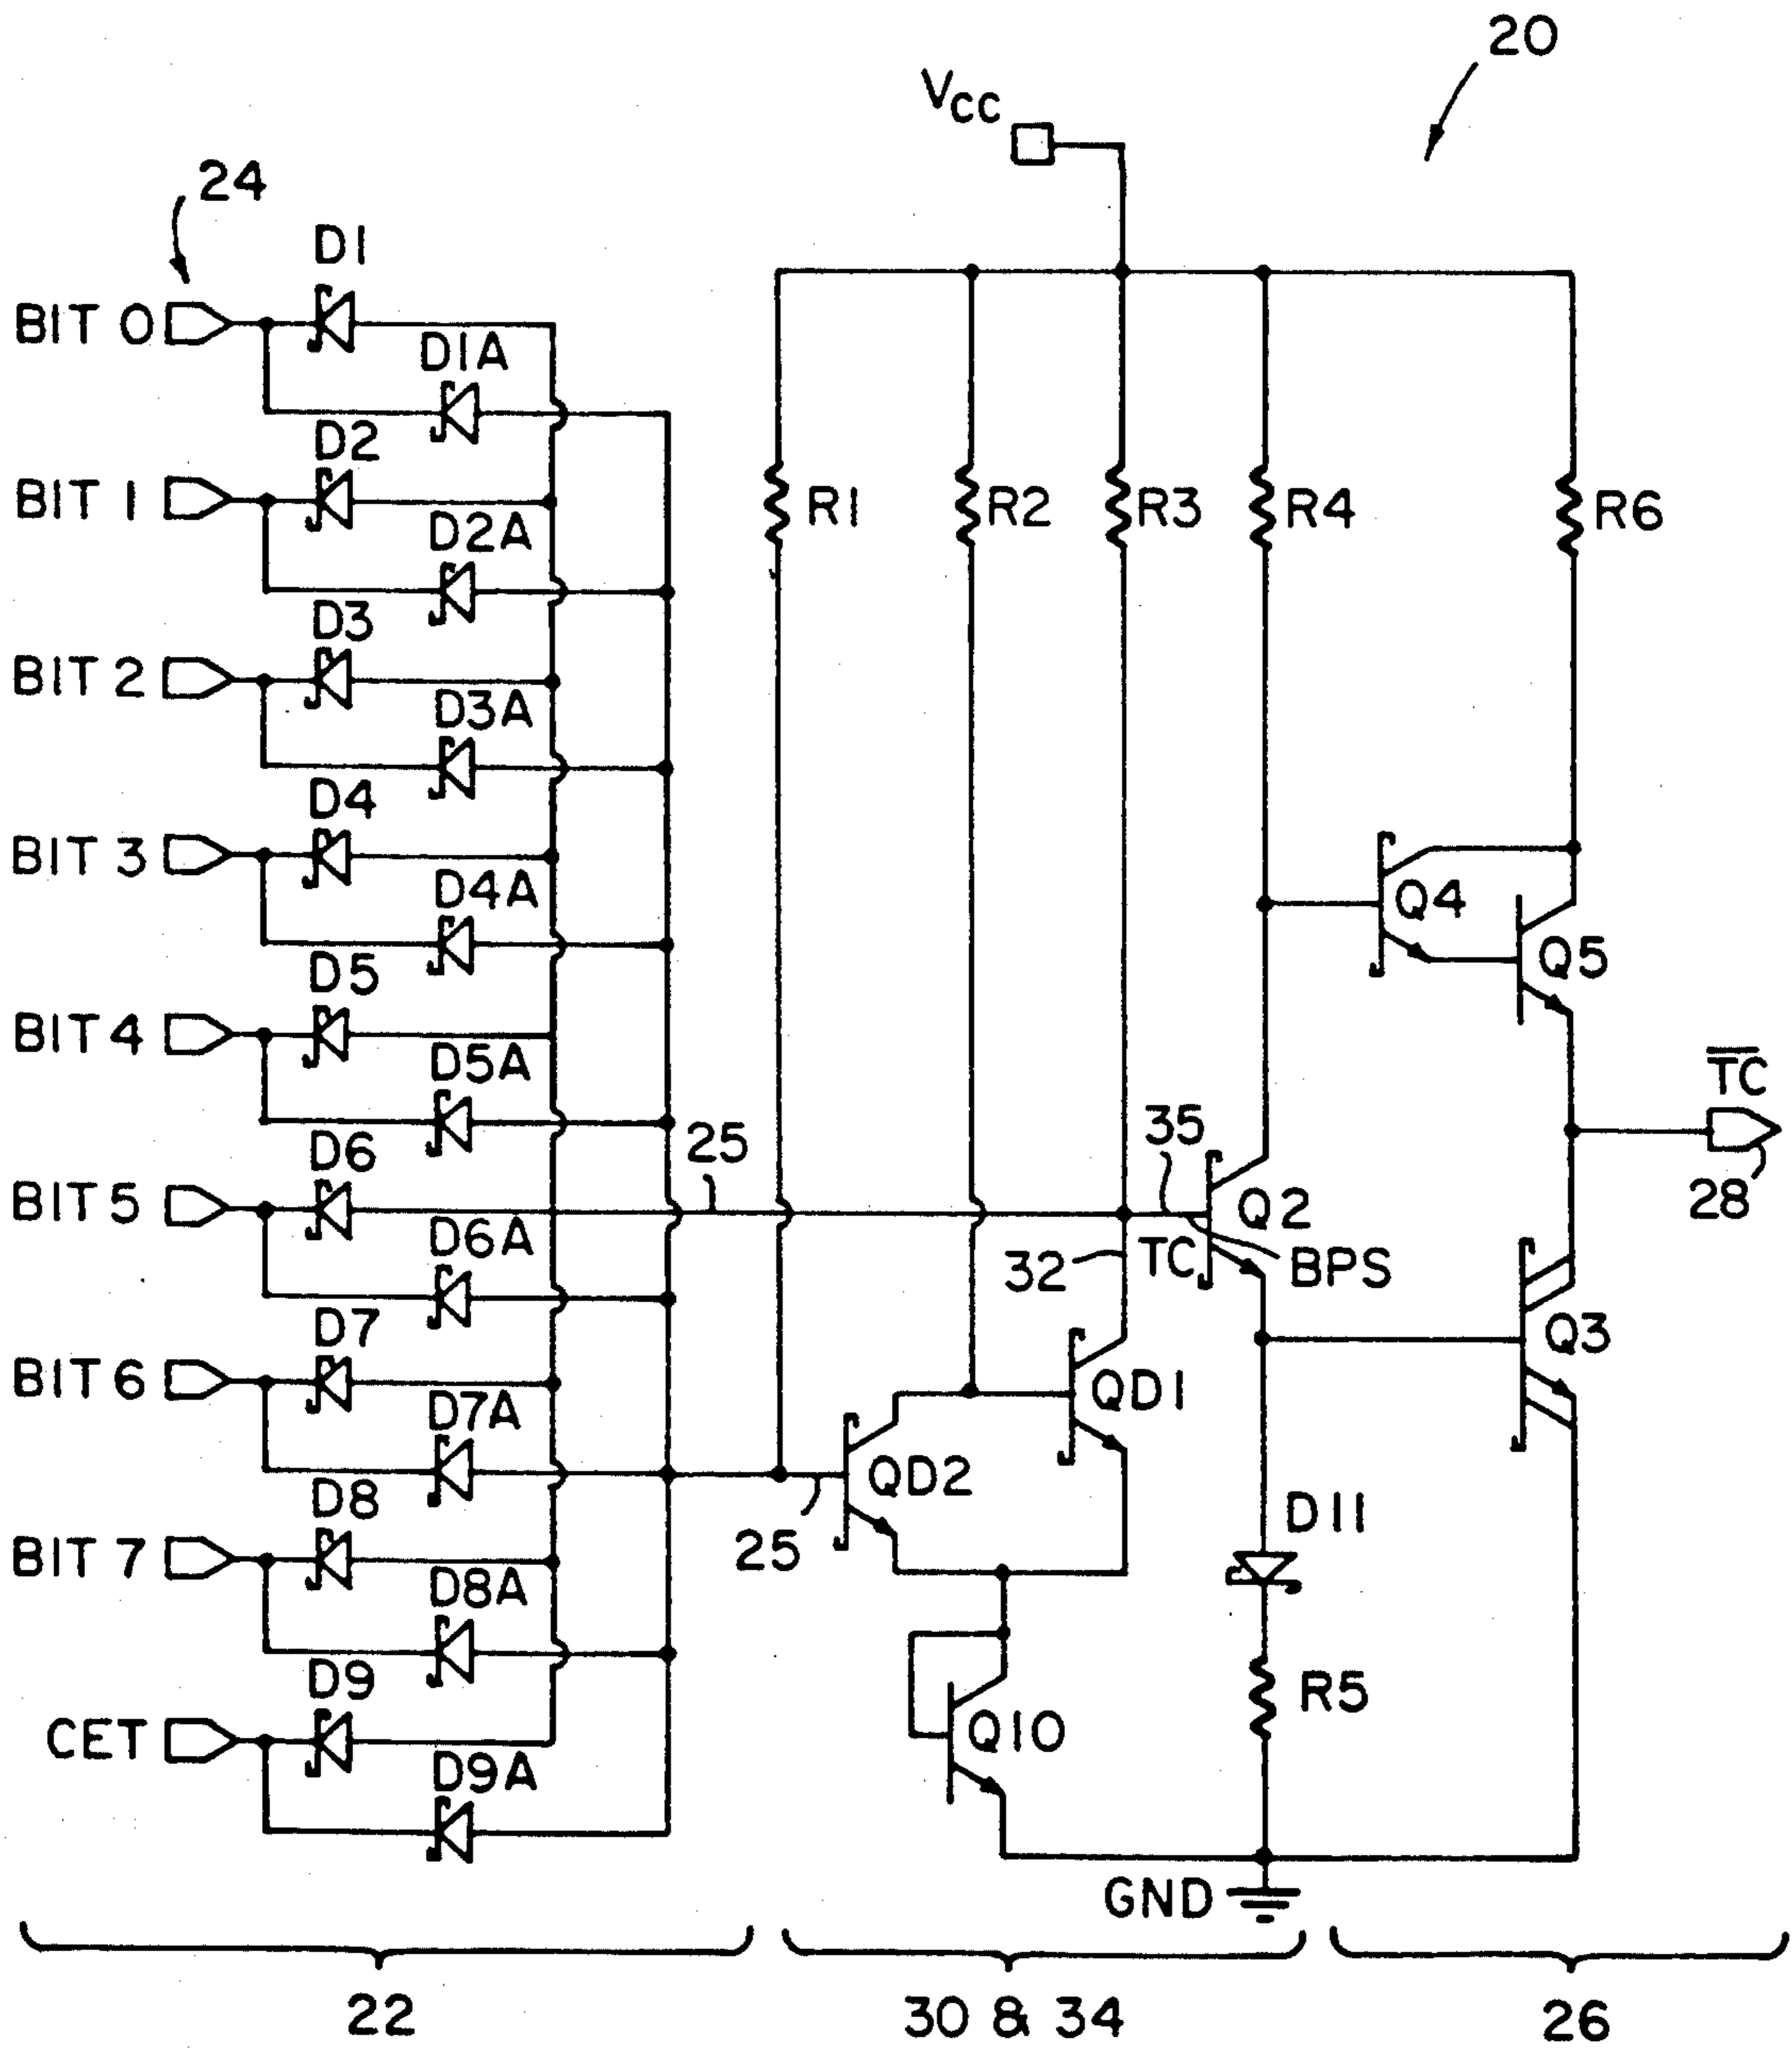 20
VCC
24
D1
BIT 0
D1A
D2
BIT 1
R1
R2
R3
R4
R6
D2A
D3
BIT 2
D3A
D4
BIT 3
D4A
Q4
Q5
D5
BIT 4
D5A
TC
D6
25
35
28
BIT 5
Q2
D6A
32
TC
BPS
D7
Q3
BIT 6
D7A
QD1
D8
QD2
D11
25
BIT 7
D8A
D9
R5
CET
Q10
D9A
GND
22
30 & 34
26